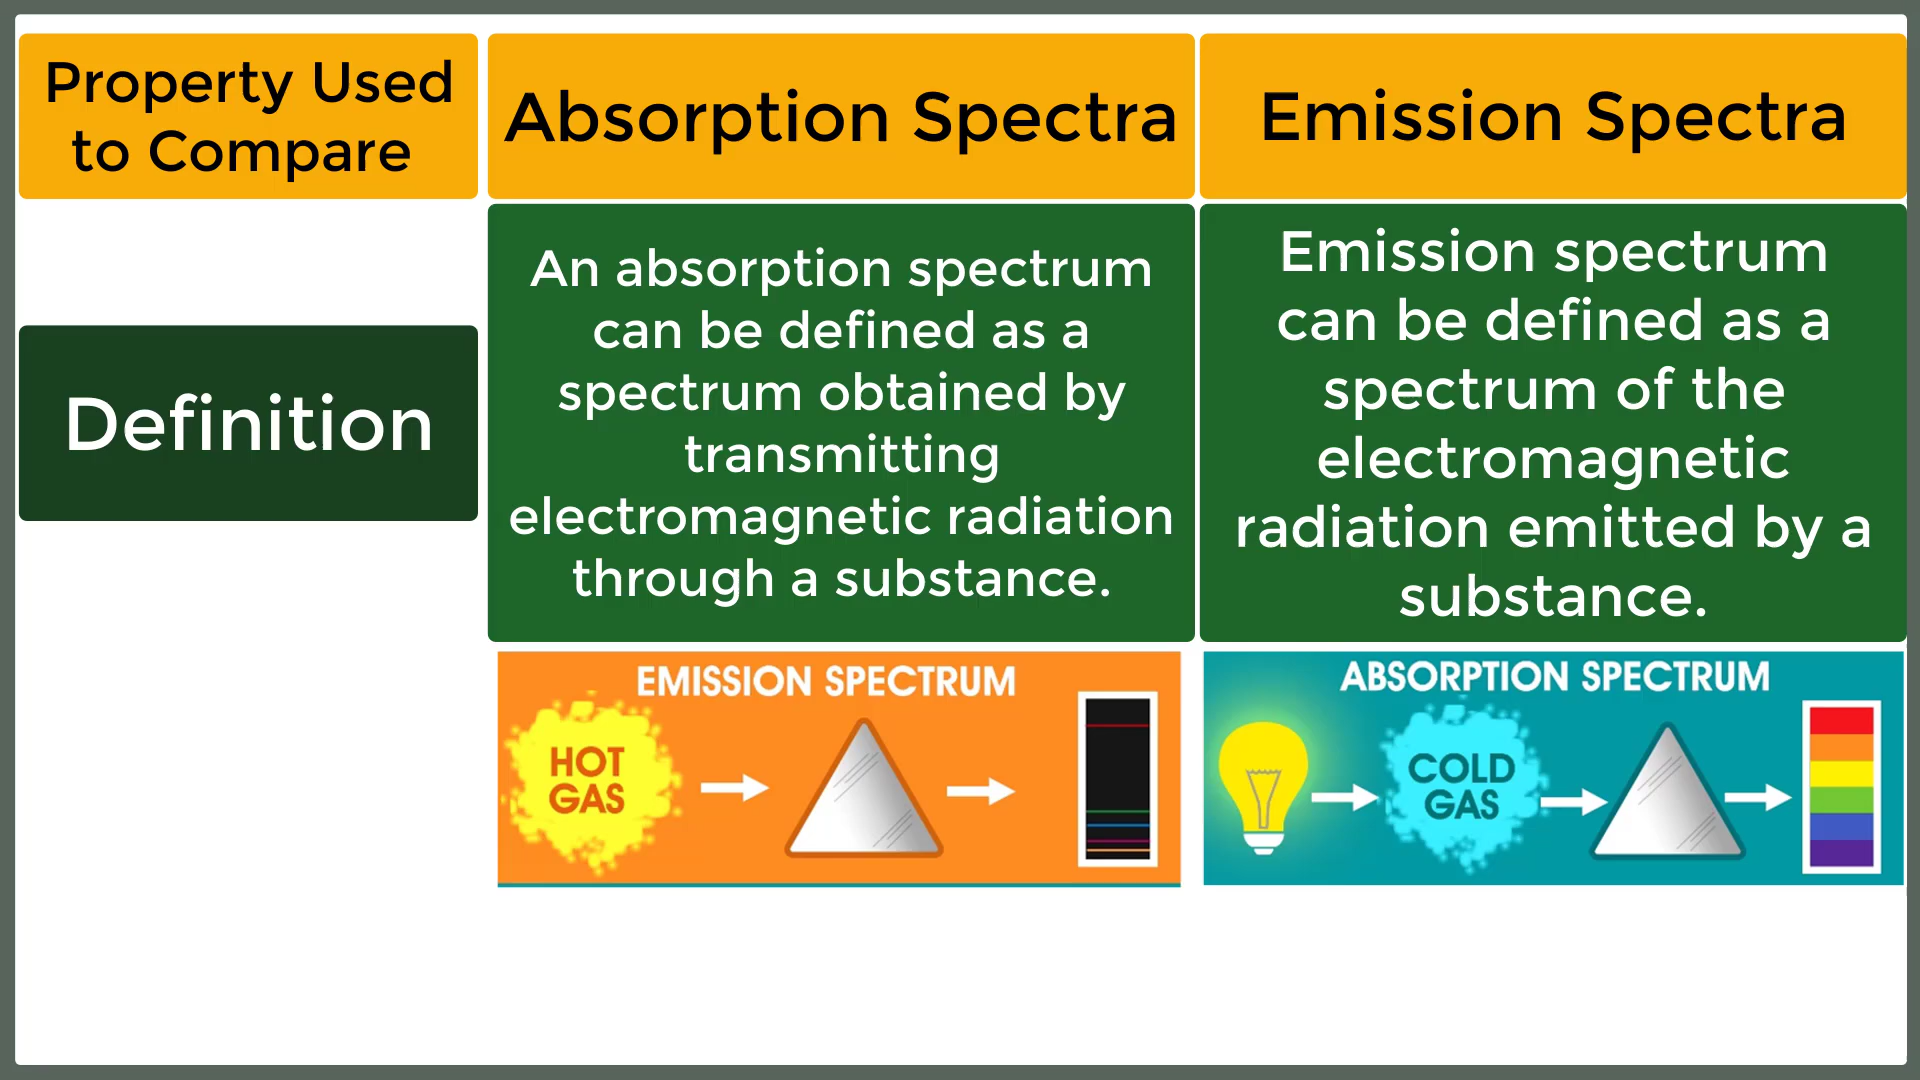 Property Used
to Compare
Absorption Spectra
Emission Spectra
Definition
An absorption spectrum
can be defined as a
spectrum obtained by
transmitting
electromagnetic radiation
through a substance.
Emission spectrum
can be defined as a
spectrum of the
electromagnetic
radiation emitted by a
substance.
EMISSION SPECTRUM
HOT
GAS
ABSORPTION SPECTRUM
COLD
GAS